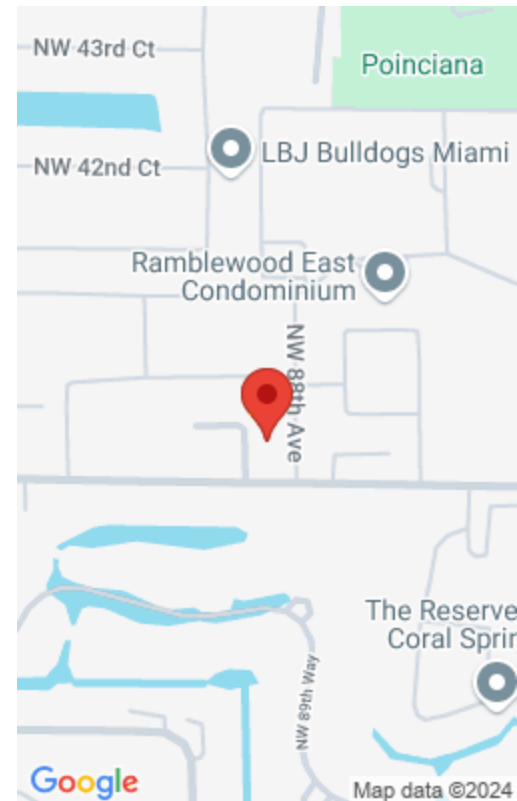 NW 43rd Ct
Poinciana
LBJ Bulldogs Miami
NW 42nd Ct
Ramblewood East
Condominium
NW 88th Ave
The Reserve
Coral Sprin
NW 89th Way
Google
Map data ©2024